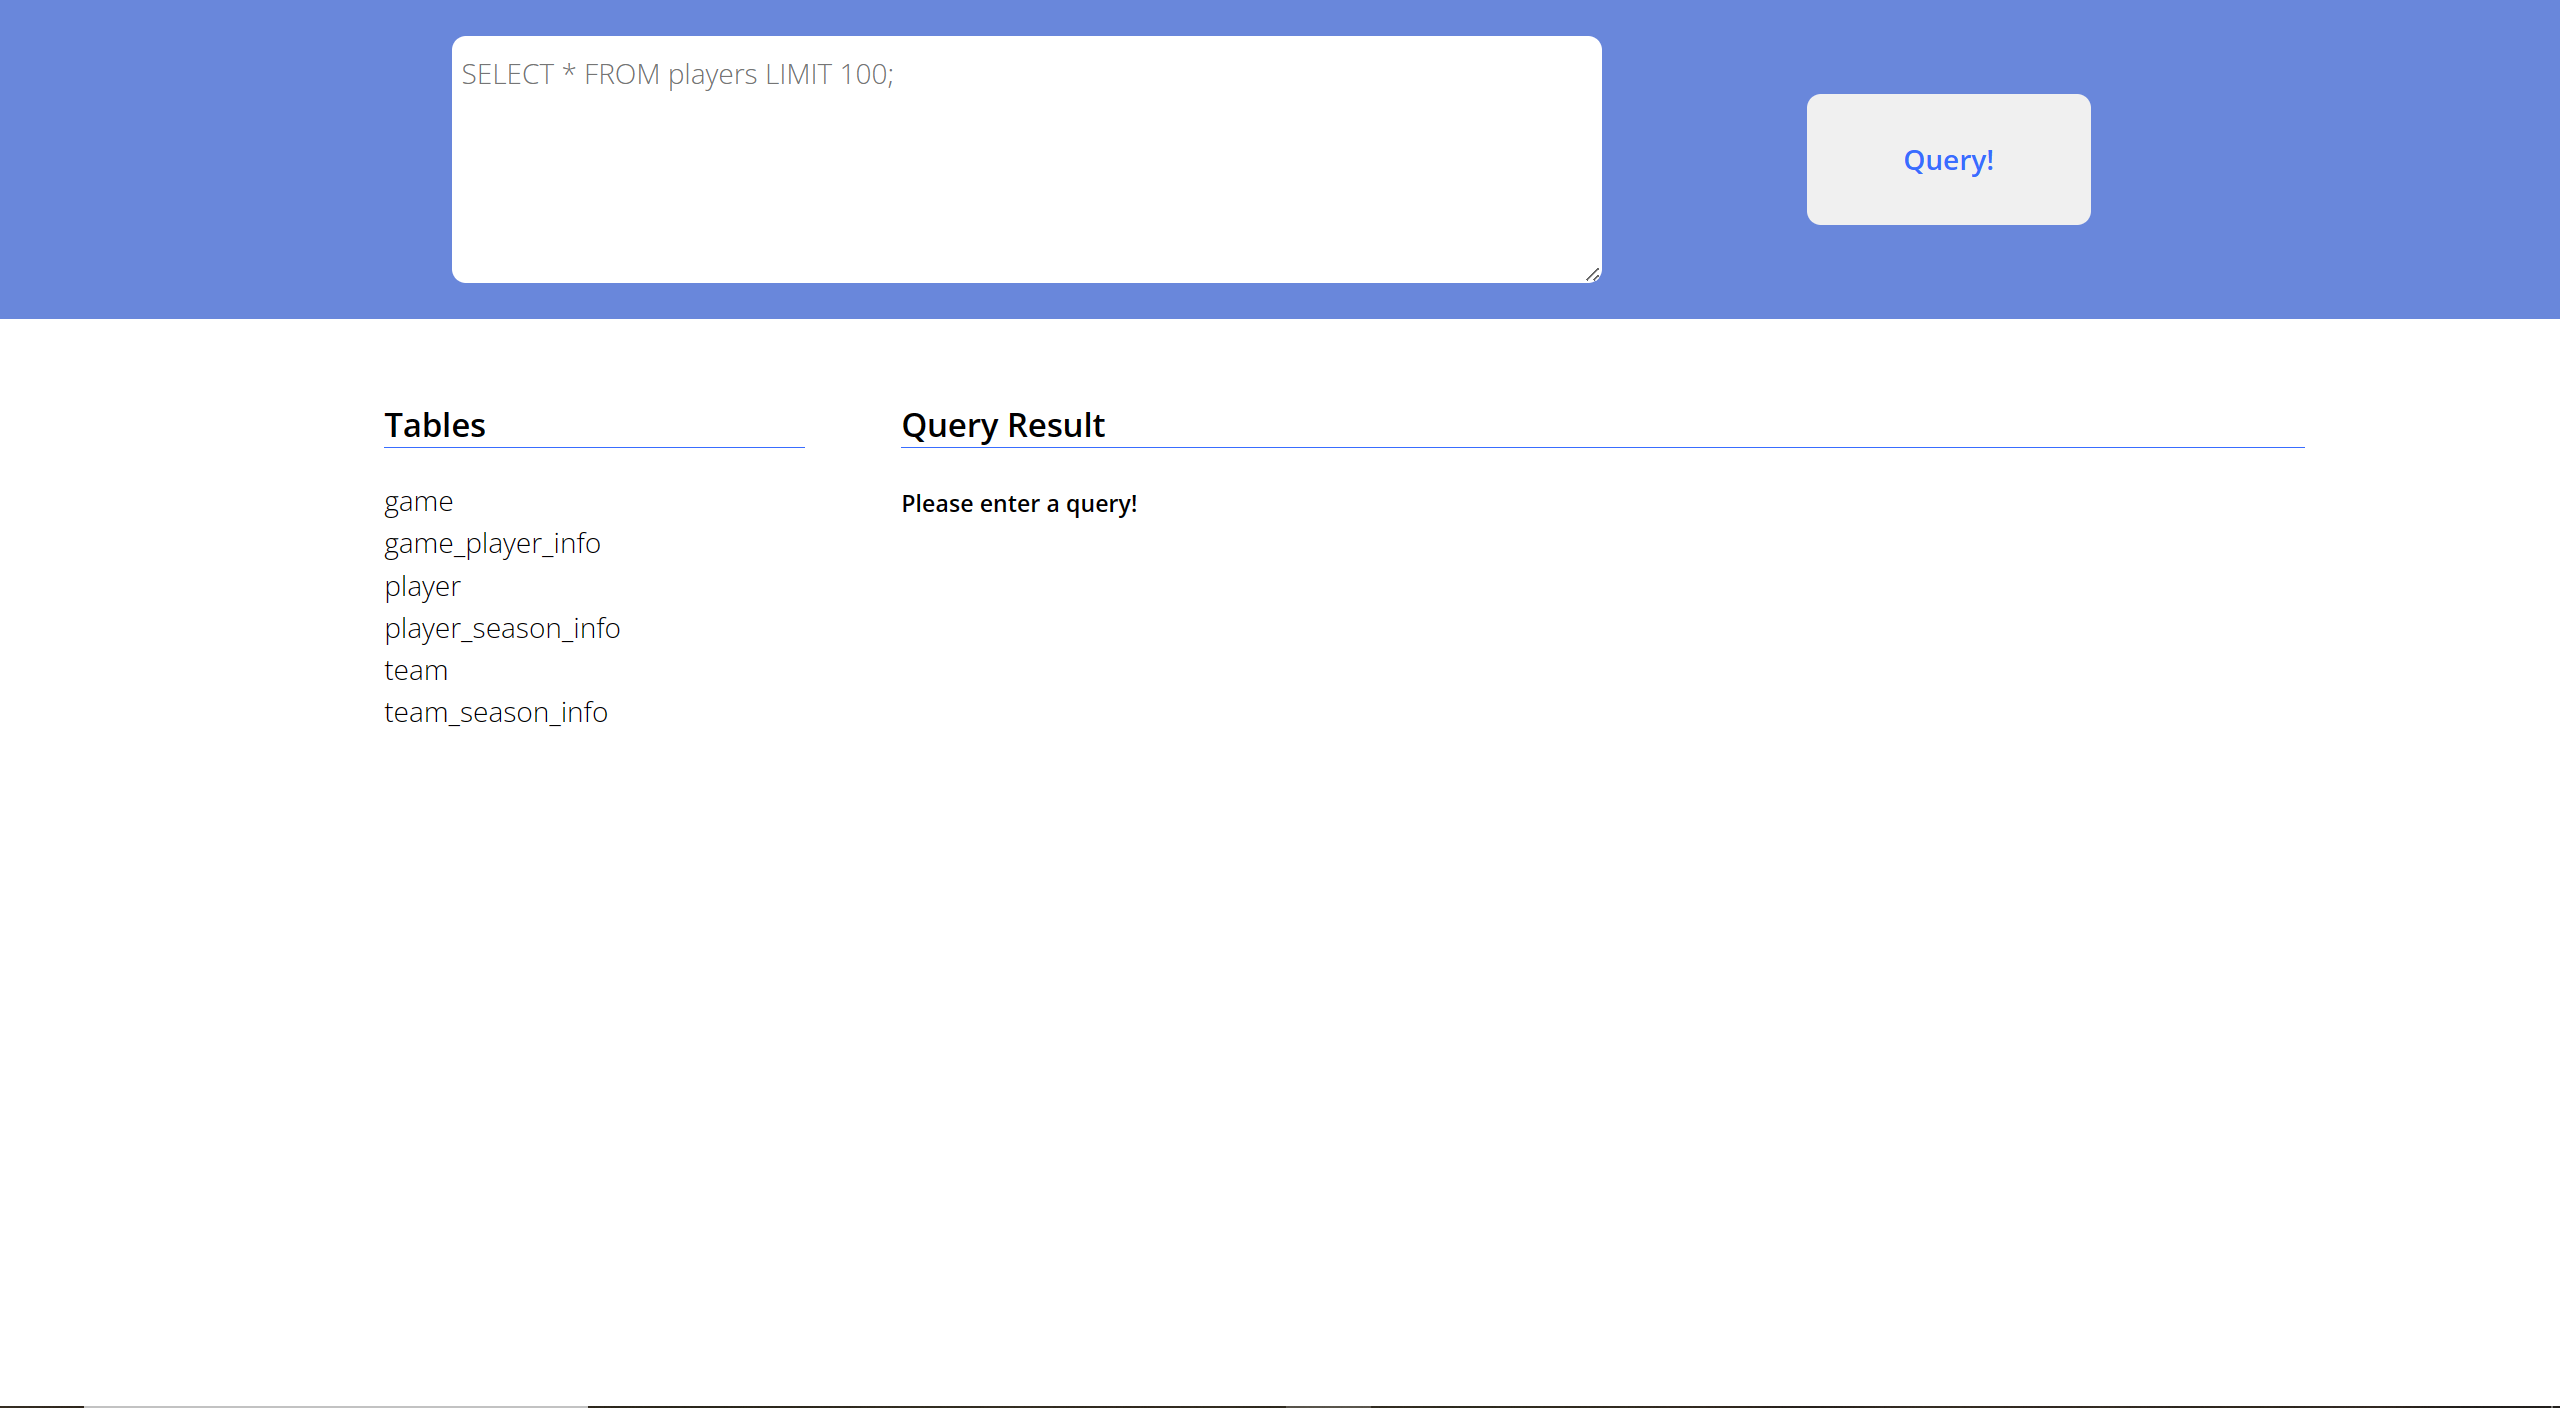 SELECT * FROM players LIMIT 100;
Query!
Tables
game
game_player_info
player
player_season_info
team
team_season_info
Query Result
Please enter a query!